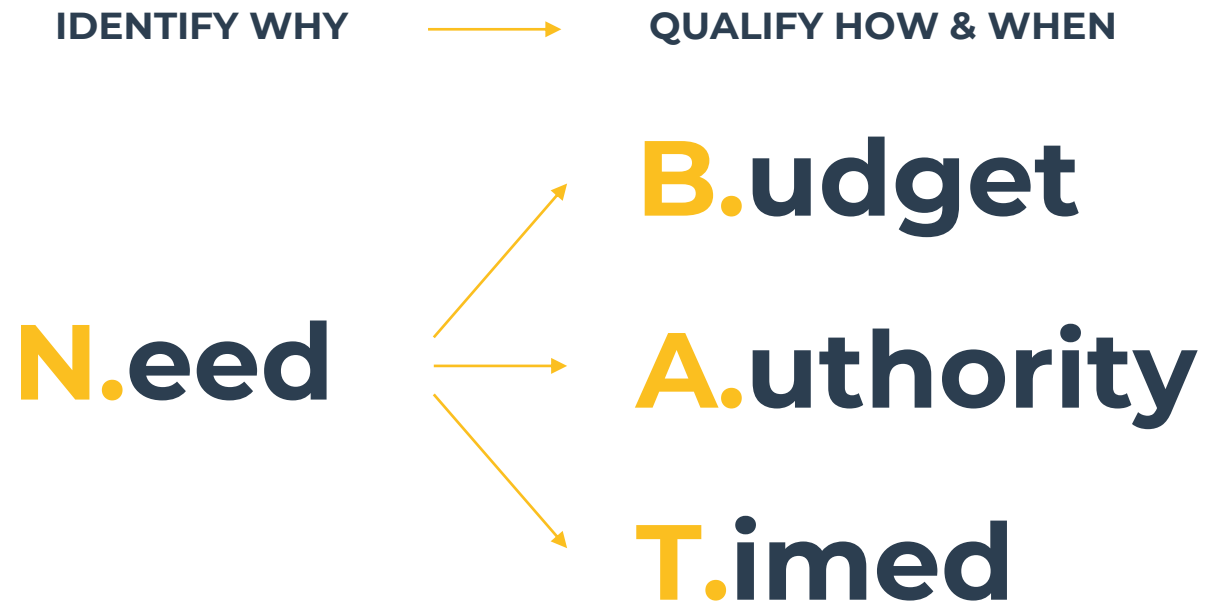 IDENTIFY WHY
QUALIFY HOW & WHEN
N.eed
B.udget
A.uthority
T.imed